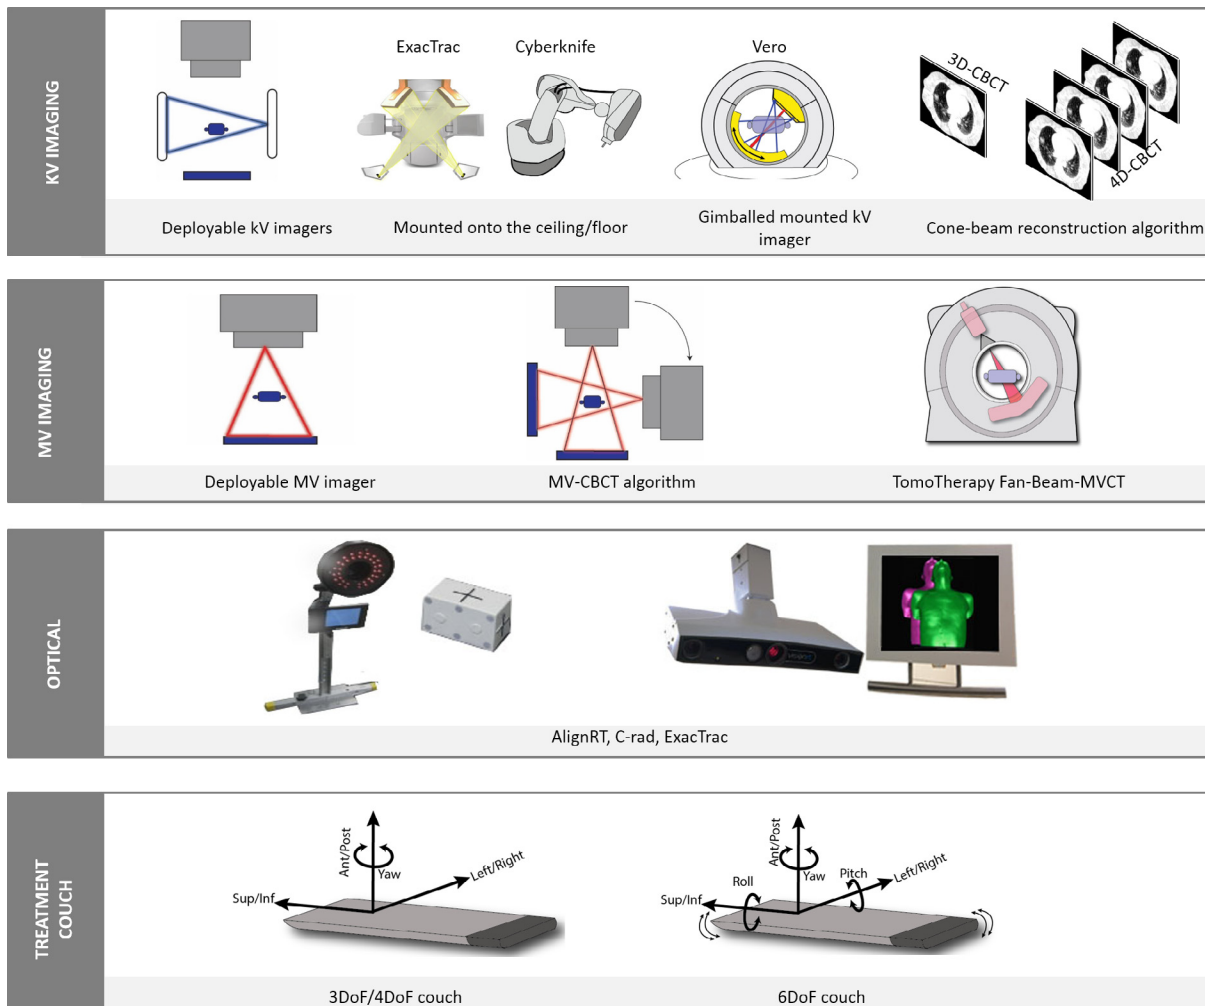 KV IMAGING
ExacTrac
Cyberknife
Vero
3D-CBCT
4D-CBCT
Deployable kV imagers
Mounted onto the ceiling/floor
Gimballed mounted kV
imager
Cone-beam reconstruction algorithm
MV IMAGING
Deployable MV imager
MV-CBCT algorithm
TomoTherapy Fan-Beam-MVCT
OPTICAL
AlignRT, C-rad, ExacTrac
TREATMENT
COUCH
Ant/Post
Yaw
Left/Right
Sup/Inf
3DoF/4DoF couch
Ant/Post
Roll
Yaw
Pitch
Left/Right
Sup/Inf
6DoF couch